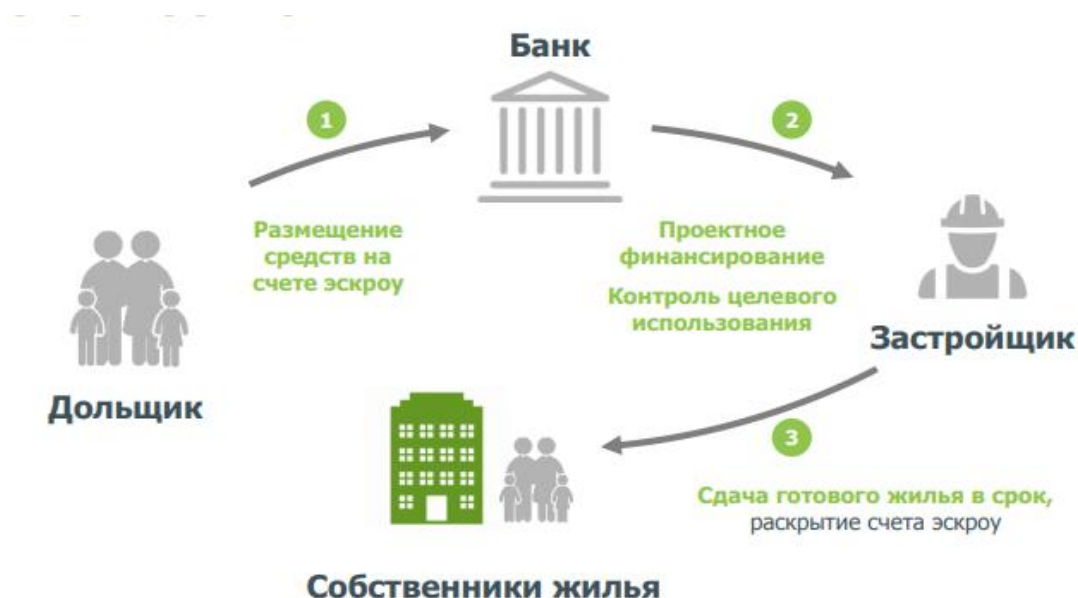 Банк
1
2
Размещение
средств на
счете эскроу
Проектное
финансирование
Контроль целевого
использования
Застройщик
Дольщик
3
Сдача готового жилья в срок,
раскрытие счета эскроу
Собственники жилья